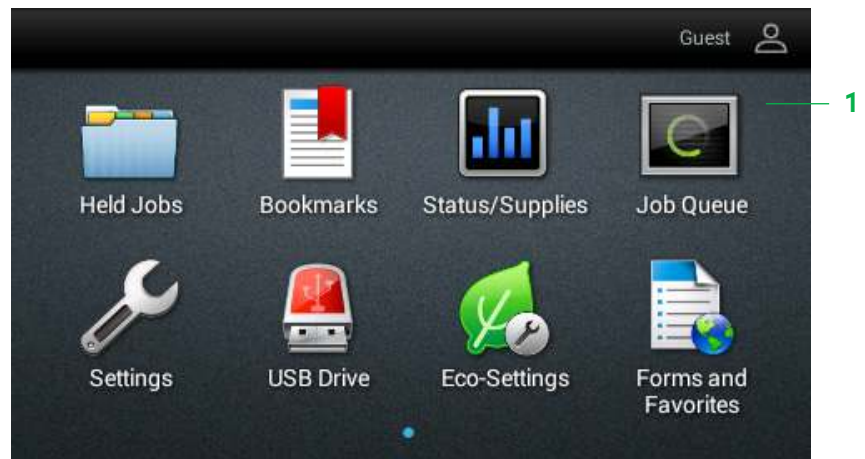 Guest
1
Held Jobs
Bookmarks
Status/Supplies
Job Queue
Settings
USB Drive
Eco-Settings
Forms and
Favorites